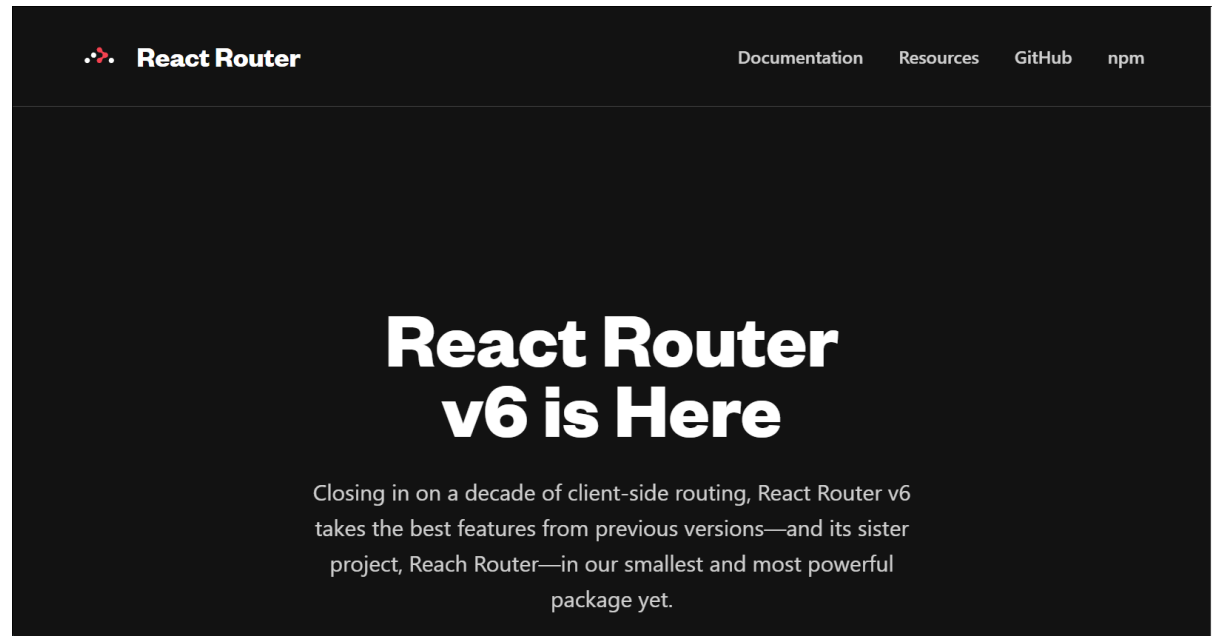 React Router
Documentation Resources GitHub npm
React Router
v6 is Here
Closing in on a decade of client-side routing, React Router v6
takes the best features from previous versions—and its sister
project, Reach Router—in our smallest and most powerful
package yet.